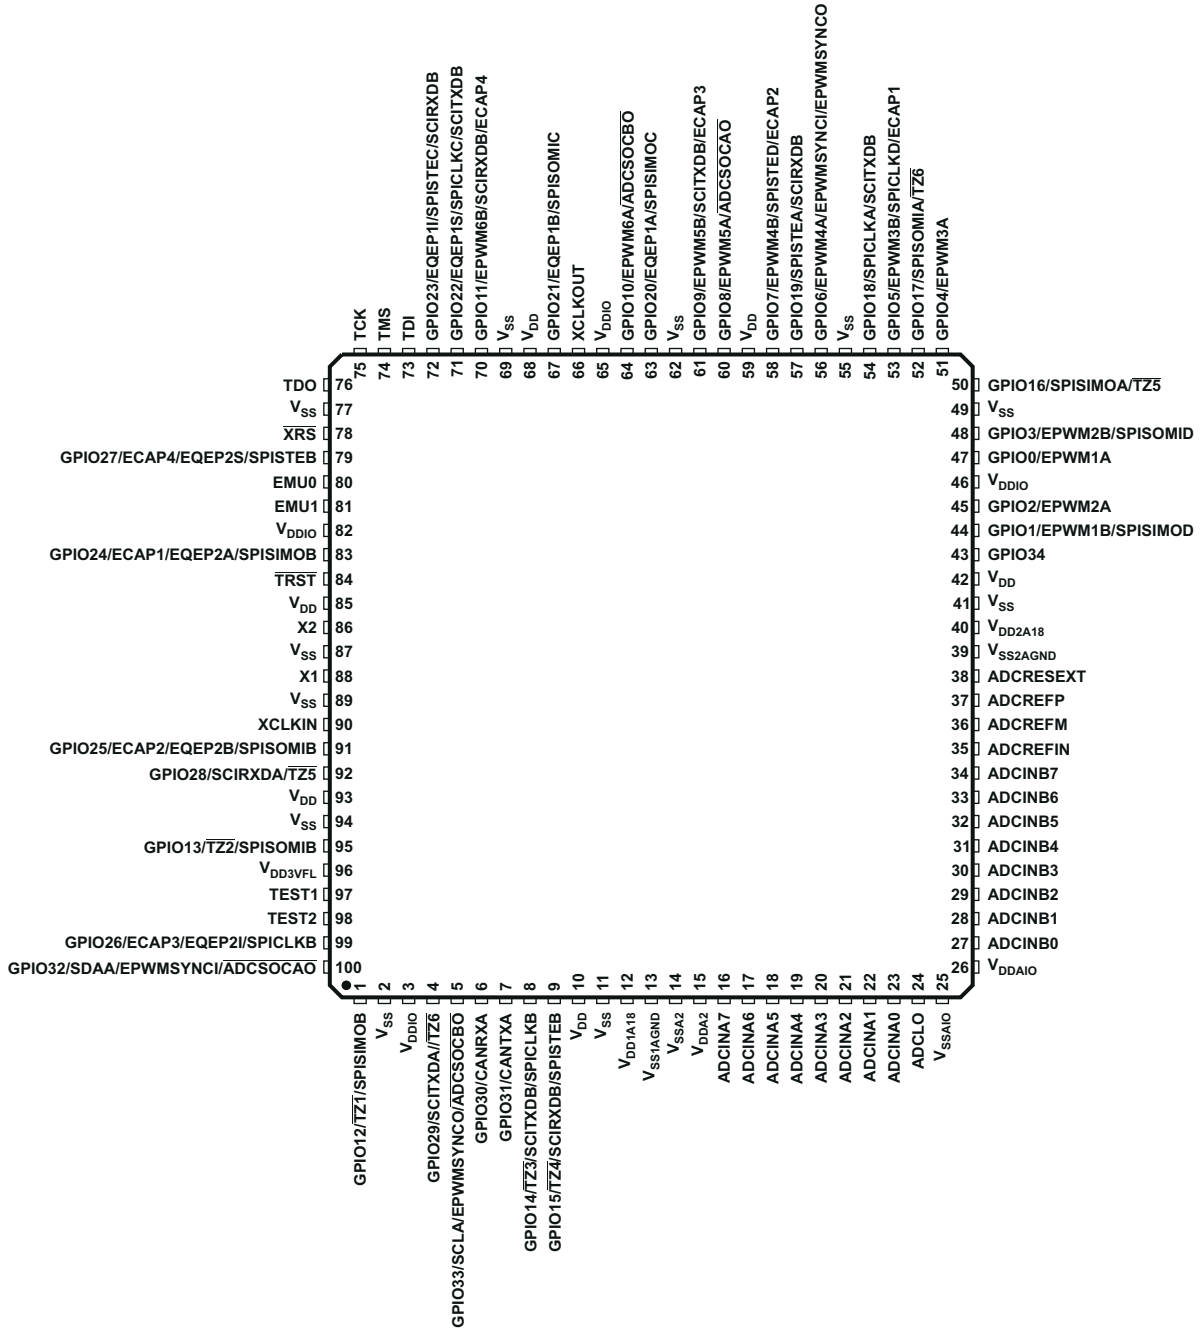 TCK
TMS
TDI
GPIO23/EQEP1I/SPISTEC/SCIRXDB
GPIO22/EQEP1S/SPICLKC/SCITXDB
GPIO11/EPWM6B/SCIRXDB/ECAP4
VSS
VDD
GPIO21/EQEP1B/SPISOMIC
XCLKOUT
VDDIO
GPIO10/EPWM6A/ADCSOCBO
GPIO20/EQEP1A/SPISIMOC
VSS
GPIO9/EPWM5B/SCITXDB/ECAP3
GPIO8/EPWM5A/ADCSOCAO
VDD
GPIO7/EPWM4B/SPISTED/ECAP2
GPIO19/SPISTEA/SCIRXDB
GPIO6/EPWM4A/EPWMSYNCI/EPWMSYNCO
VSS
GPIO18/SPICLKA/SCITXDB
GPIO5/EPWM3B/SPICLKD/ECAP1
GPIO17/SPISOMIA/TZ6
GPIO4/EPWM3A
75
74
73
72
71
70
69
68
67
66
65
64
63
62
61
60
59
58
57
56
55
54
53
52
51
TDO 76
VSS 77
XRS 78
GPIO27/ECAP4/EQEP2S/SPISTEB 79
EMU0 80
EMU1 81
VDDIO 82
GPIO24/ECAP1/EQEP2A/SPISIMOB 83
TRST 84
VDD 85
X2 86
VSS 87
X1 88
VSS 89
XCLKIN 90
GPIO25/ECAP2/EQEP2B/SPISOMIB 91
GPIO28/SCIRXDA/TZ5 92
VDD 93
VSS 94
GPIO13/TZ2/SPISOMIB 95
VDD3VFL 96
TEST1 97
TEST2 98
GPIO26/ECAP3/EQEP2I/SPICLKB 99
GPIO32/SDAA/EPWMSYNCI/ADCSOCAO 100
50 GPIO16/SPISIMOA/TZ5
49 VSS
48 GPIO3/EPWM2B/SPISOMID
47 GPIO0/EPWM1A
46 VDDIO
45 GPIO2/EPWM2A
44 GPIO1/EPWM1B/SPISIMOD
43 GPIO34
42 VDD
41 VSS
40 VDD2A18
39 VSS2AGND
38 ADCRESEXT
37 ADCREFP
36 ADCREFM
35 ADCREFIN
34 ADCINB7
33 ADCINB6
32 ADCINB5
31 ADCINB4
30 ADCINB3
29 ADCINB2
28 ADCINB1
27 ADCINB0
26 VDDAIO
1
2
3
4
5
6
7
8
9
10
11
12
13
14
15
16
17
18
19
20
21
22
23
24
25
GPIO12/TZ1/SPISIMOB
VSS
VDDIO
GPIO29/SCITXDA//TZ6
GPIO33/SCLA/EPWMSYNCO/ADCSOCBO
GPIO30/CANRXA
GPIO31/CANTXA
GPIO14/TZ3/SCITXDB/SPICLKB
GPIO15/TZ4/SCIRXDB/SPISTEB
VDD
VSS
VDD1A18
VSS1AGND
VSSA2
VDDA2
ADCINA7
ADCINA6
ADCINA5
ADCINA4
ADCINA3
ADCINA2
ADCINA1
ADCINA0
ADCLO
VSSAIO